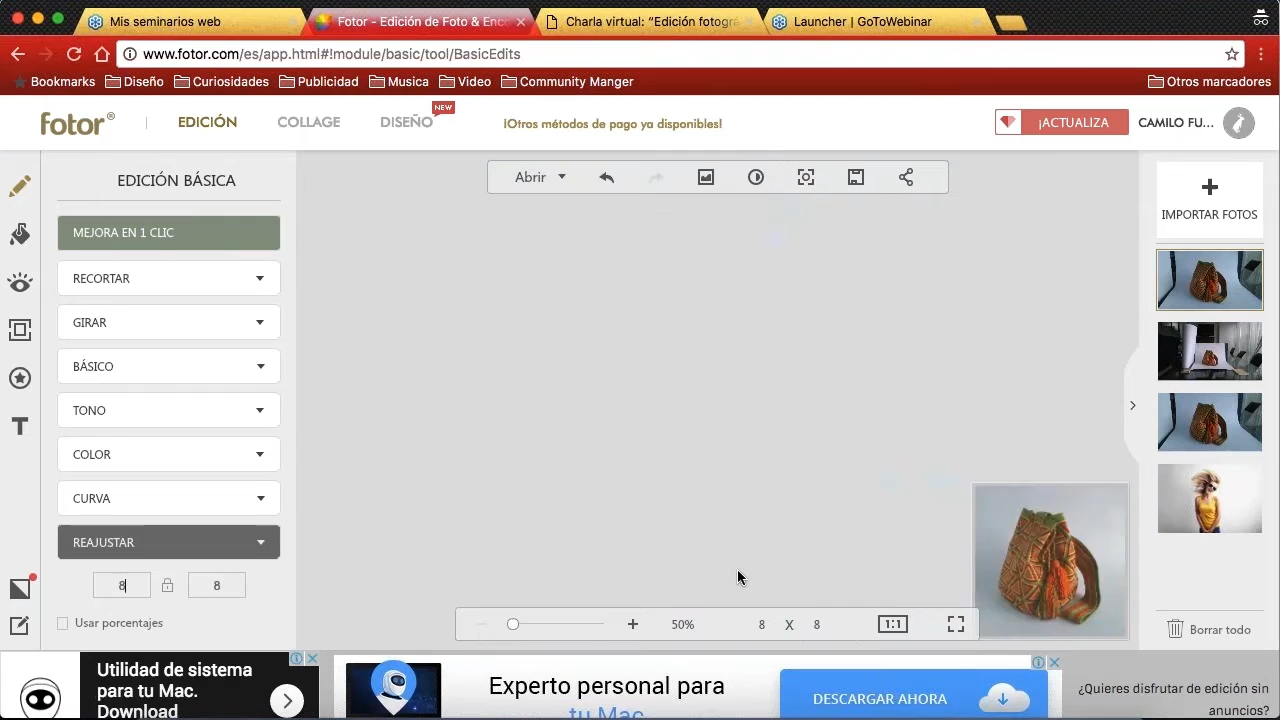 Mis seminarios web
Fotor - Edición de Foto & Enco
Charla virtual: “Edición fotográ
Launcher | GoToWebinar
www.fotor.com/es/app.html#!module/basic/tool/BasicEdits
Bookmarks
Diseño
Curiosidades
Publicidad
Musica
Video
Community Manger
Otros marcadores
fotor®
EDICIÓN
COLLAGE
DISEÑO
NEW
¡Otros métodos de pago ya disponibles!
¡ACTUALIZA
CAMILO FU...
EDICIÓN BÁSICA
Abrir
IMPORTAR FOTOS
MEJORA EN 1 CLIC
RECORTAR
GIRAR
BÁSICO
TONO
COLOR
CURVA
REAJUSTAR
8
8
Usar porcentajes
50%
8 X 8
1:1
Borrar todo
Utilidad de sistema
para tu Mac.
Download
Experto personal para
tu Mac
DESCARGAR AHORA
¿Quieres disfrutar de edición sin
anuncios?